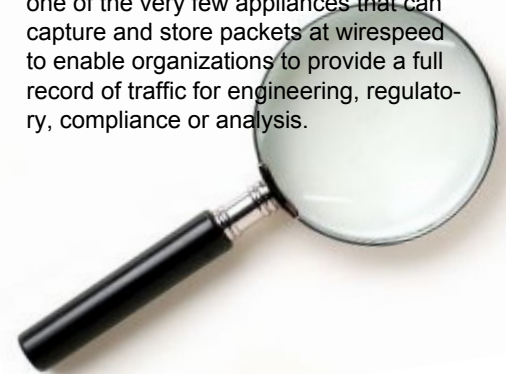 one of the very few appliances that can
capture and store packets at wirespeed
to enable organizations to provide a full
record of traffic for engineering, regulato-
ry, compliance or analysis.